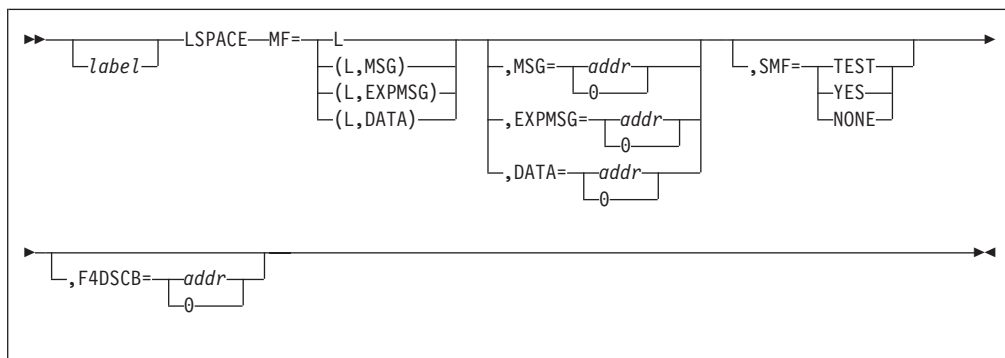 LSPACE MF= L
label (L,MSG) ,MSG= addr ,SMF= TEST
(L,EXPMSG) 0 YES
(L,DATA) ,EXPMSG= addr NONE
0
,DATA= addr
0
,F4DSCB= addr
0